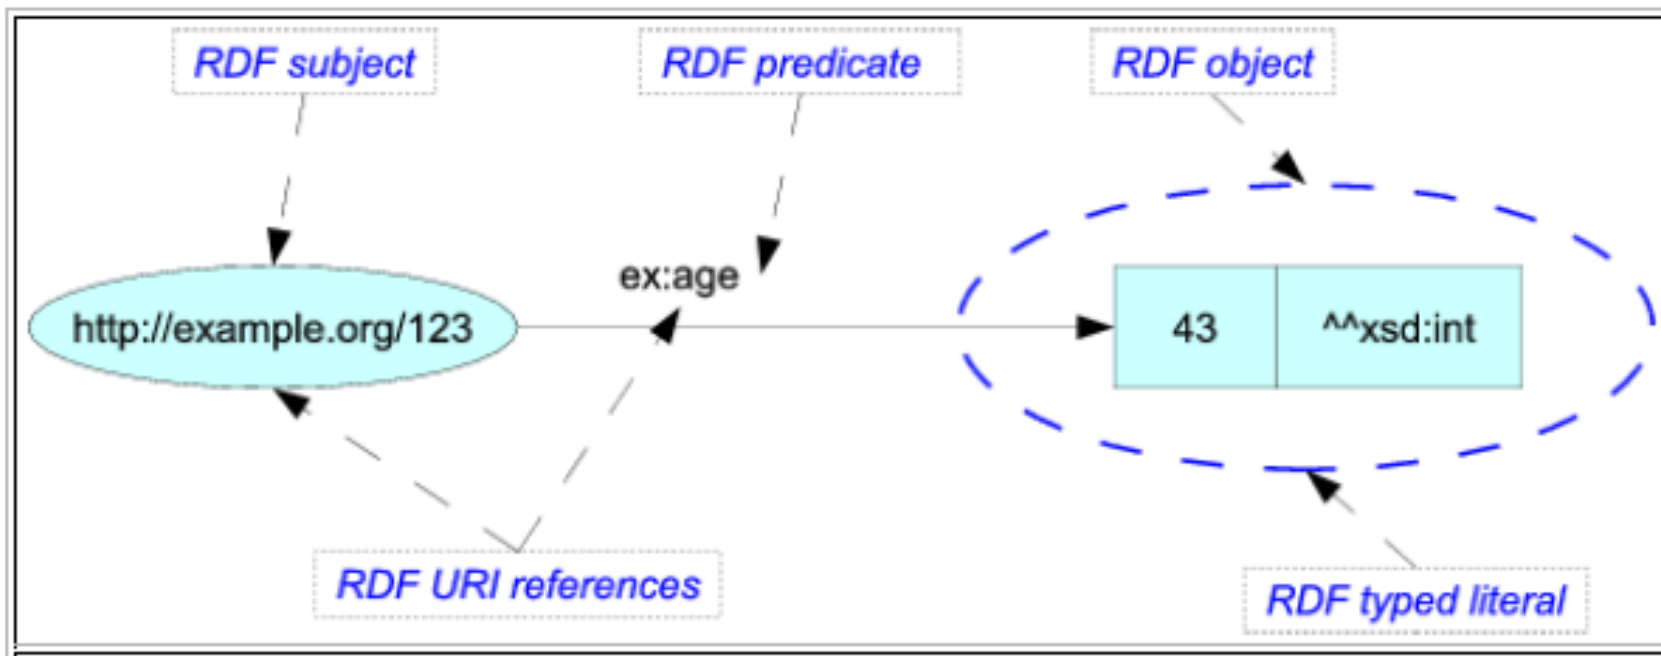 RDF subject
RDF predicate
RDF object
ex:age
http://example.org/123
43
^^xsd:int
RDF URI references
RDF typed literal